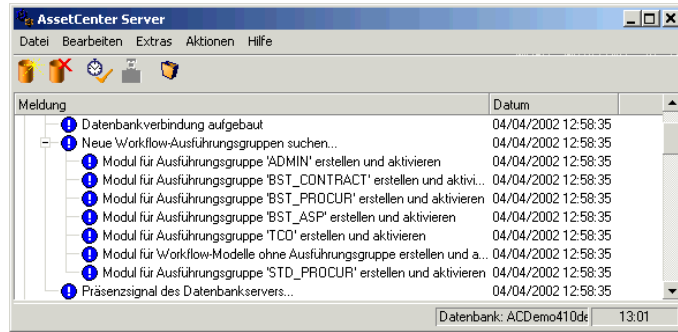 AssetCenter Server
Datei Bearbeiten Extras Aktionen Hilfe
Meldung Datum
Datenbankverbindung aufgebaut 04/04/2002 12:58:35
Neue Workflow-Ausführungsgruppen suchen... 04/04/2002 12:58:35
Modul für Ausführungsgruppe 'ADMIN' erstellen und aktivieren 04/04/2002 12:58:35
Modul für Ausführungsgruppe 'BST_CONTRACT' erstellen und aktivi... 04/04/2002 12:58:35
Modul für Ausführungsgruppe 'BST_PROCUR' erstellen und aktivieren 04/04/2002 12:58:35
Modul für Ausführungsgruppe 'BST_ASP' erstellen und aktivieren 04/04/2002 12:58:35
Modul für Ausführungsgruppe 'TCO' erstellen und aktivieren 04/04/2002 12:58:35
Modul für Workflow-Modelle ohne Ausführungsgruppe erstellen und a... 04/04/2002 12:58:35
Modul für Ausführungsgruppe 'STD_PROCUR' erstellen und aktivieren 04/04/2002 12:58:35
Präsenzsignal des Datenbankservers... 04/04/2002 12:58:35
Datenbank: ACDemo410de 13:01